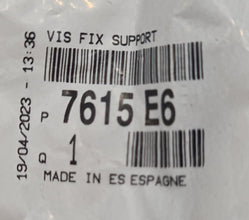 VIS FIX SUPPORT
P 7615 E6
Q 1
MADE IN ES ESPAGNE
19/04/2023 - 13:36